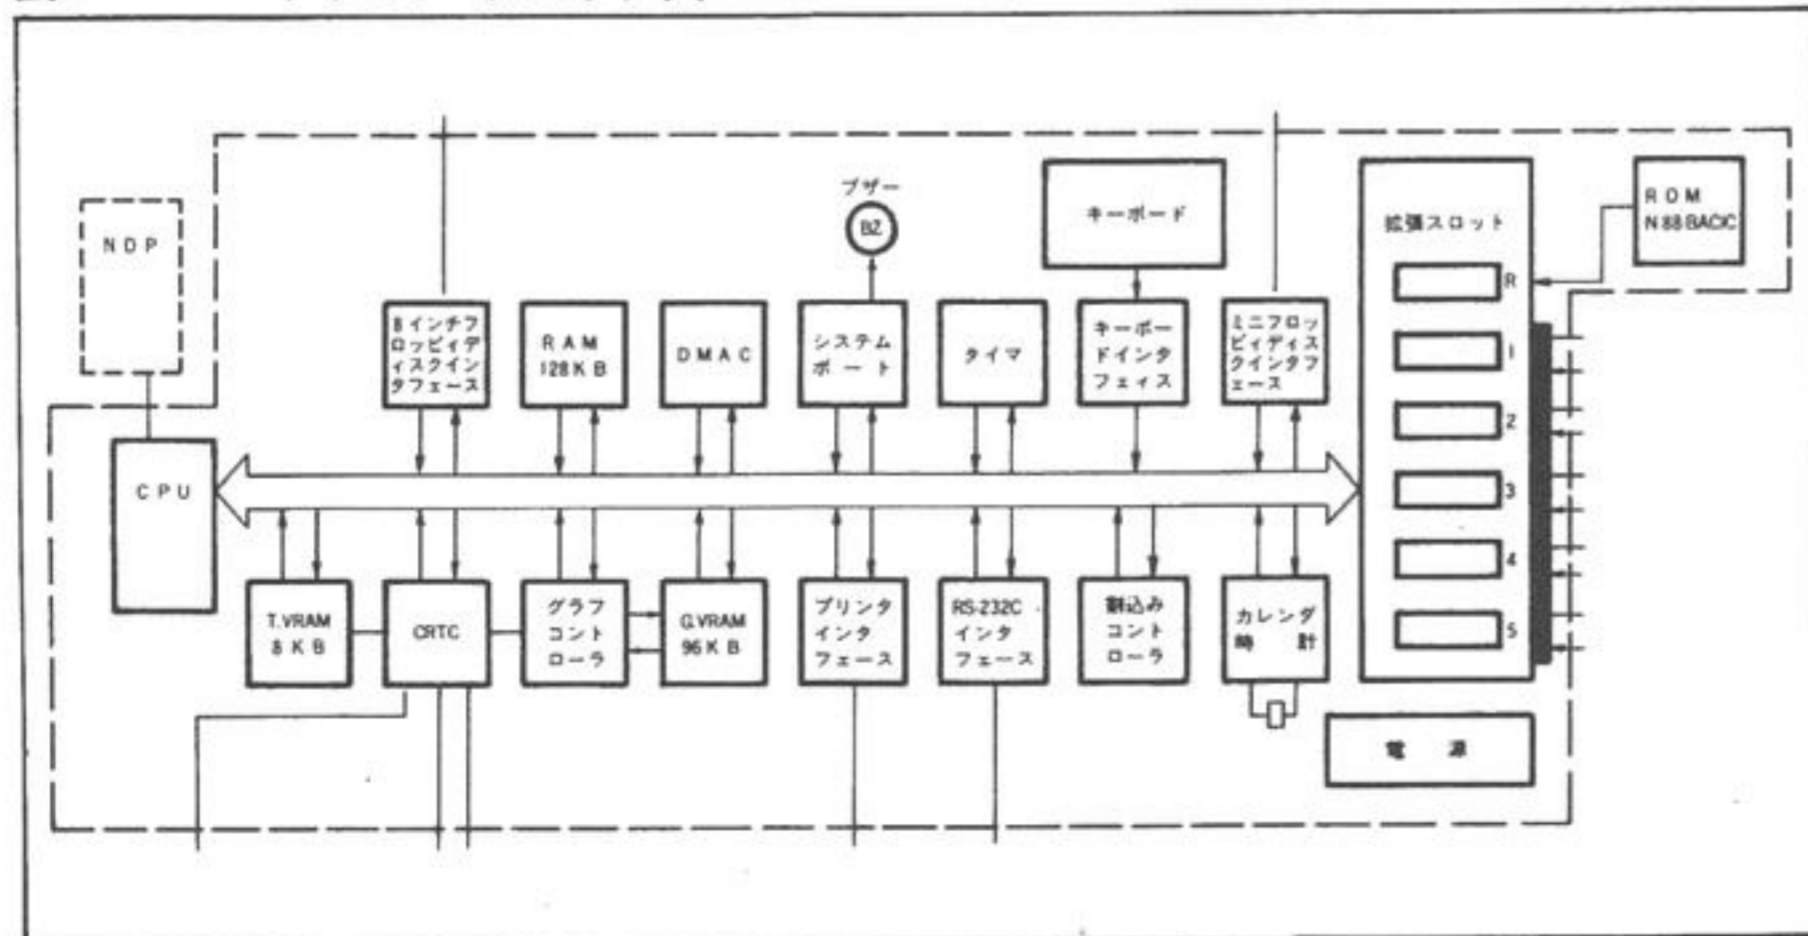 ブザー
BZ
キーボード
拡張スロット
ROM
N88BACIC
NDP
R
8インチフ
ロッピィデ
ィスクイン
タフェース
RAM
128KB
DMAC
システム
ポート
タイマ
キーボー
ドインタ
フェィス
ミニフロッ
ピィディス
クインタフ
ェース
1
2
3
4
5
CPU
T.VRAM
8KB
CRTC
グラフ
コント
ローラ
G.VRAM
96KB
プリンタ
インタ
フェース
RS-232C
インタ
フェース
割込み
コント
ローラ
カレンダ
時計
電源